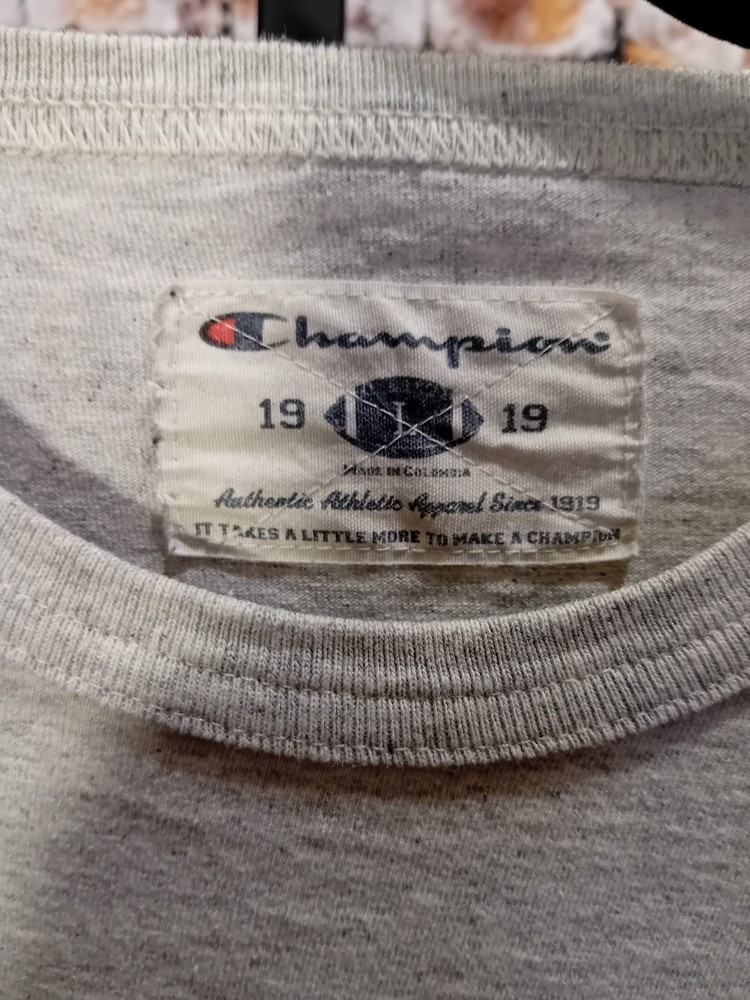 Champion
19 L 19
MADE IN COLOMBIA
Authentic Athletic Apparel Since 1919
IT TAKES A LITTLE MORE TO MAKE A CHAMPION